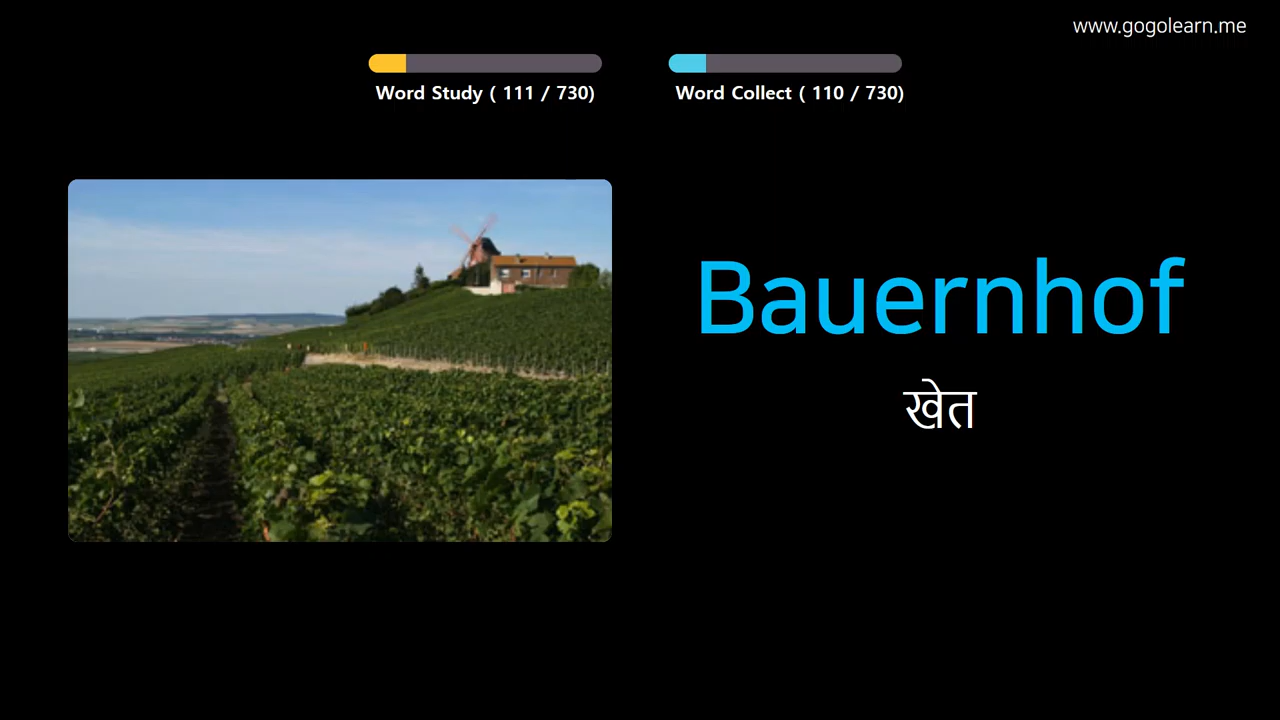 www.gogolearn.me
Word Study ( 111 / 730)
Word Collect ( 110 / 730)
Bauernhof
खेत